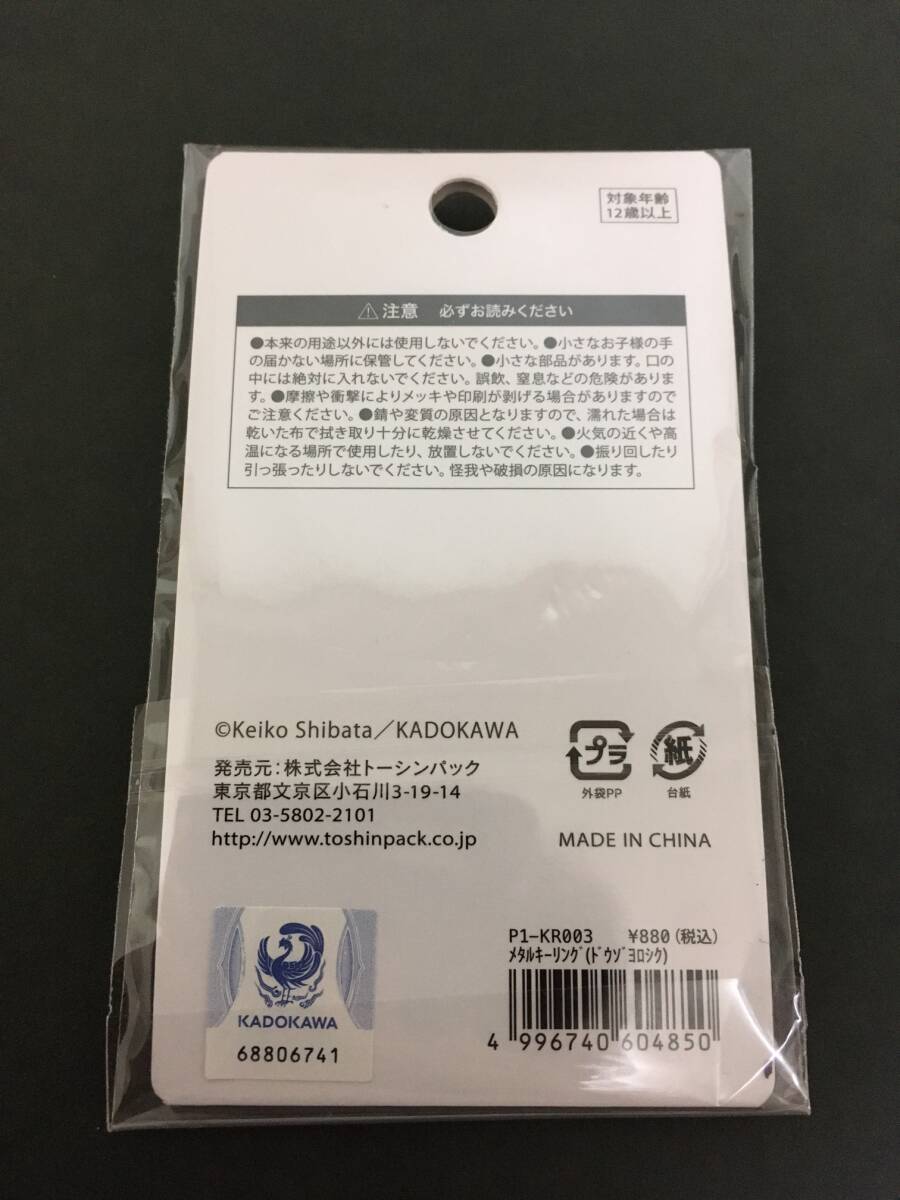 対象年齢
12歳以上
⚠注意 必ずお読みください
●本来の用途以外には使用しないでください。●小さなお子様の手
の届かない場所に保管してください。●小さな部品があります。口の
中には絶対に入れないでください。誤飲、窒息などの危険がありま
す。●摩擦や衝撃によりメッキや印刷が剥げる場合がありますので
ご注意ください。●錆や変質の原因となりますので、濡れた場合は
乾いた布で拭き取り十分に乾燥させてください。●火気の近くや高
温になる場所で使用したり、放置しないでください。●振り回したり
引っ張ったりしないでください。怪我や破損の原因になります。
©Keiko Shibata／KADOKAWA
発売元：株式会社トーシンパック
東京都文京区小石川3-19-14
TEL 03-5802-2101
http://www.toshinpack.co.jp
プラ
外袋PP
紙
台紙
MADE IN CHINA
KADOKAWA
68806741
P1-KR003 ¥880(税込)
ﾒﾀﾙｷｰﾘﾝｸﾞ(ﾄﾞｳｿﾞﾖﾛｼｸ)
4 996740 604850